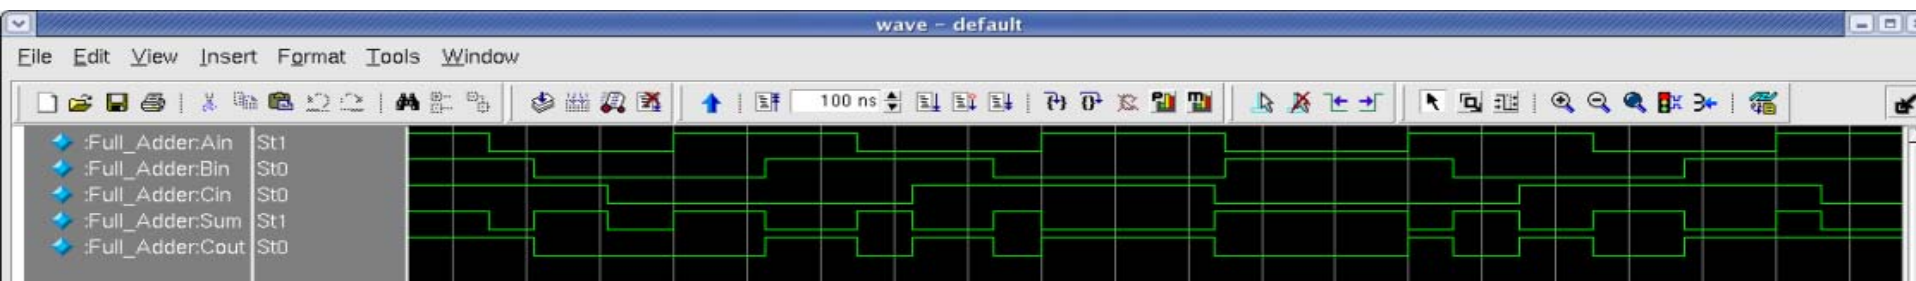 wave – default
File Edit View Insert Format Tools Window
100 ns
:Full_Adder:Ain St1
:Full_Adder:Bin St0
:Full_Adder:Cin St0
:Full_Adder:Sum St1
:Full_Adder:Cout St0